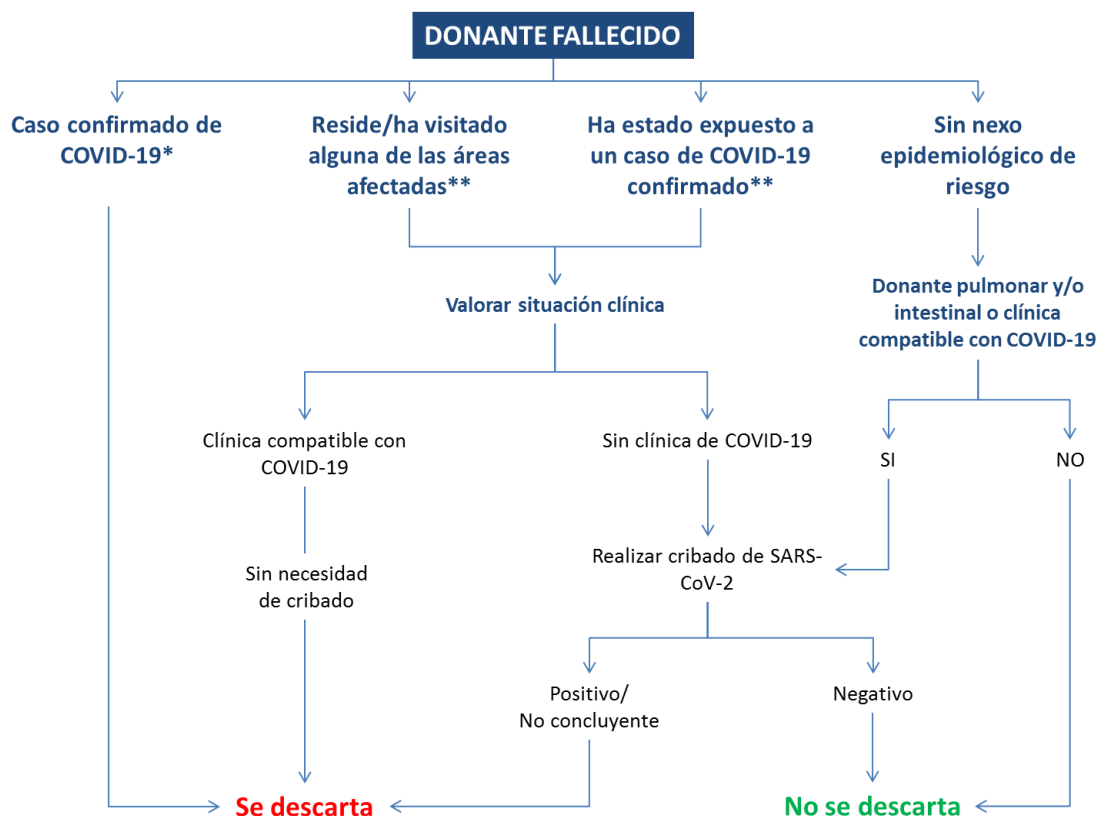 DONANTE FALLECIDO
Caso confirmado de
COVID-19*
Reside/ha visitado
alguna de las áreas
afectadas**
Ha estado expuesto a
un caso de COVID-19
confirmado**
Sin nexo
epidemiológico de
riesgo
Valorar situación clínica
Donante pulmonar y/o
intestinal o clínica
compatible con COVID-19
Clínica compatible con
COVID-19
Sin clínica de COVID-19
SI
NO
Sin necesidad
de cribado
Realizar cribado de SARS-
CoV-2
Positivo/
No concluyente
Negativo
Se descarta
No se descarta